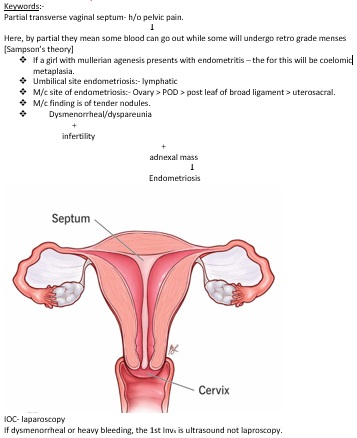 Keywords:-
Partial transverse vaginal septum- h/o pelvic pain.
↓
Here, by partial they mean some blood can go out while some will undergo retro grade menses
[Sampson's theory]
❖ If a girl with mullerian agenesis presents with endometritis – the for this will be coelomic
metaplasia.
❖ Umbilical site endometriosis:- lymphatic
❖ M/c site of endometriosis:- Ovary > POD > post leaf of broad ligament > uterosacral.
❖ M/c finding is of tender nodules.
❖ Dysmenorrheal/dyspareunia
+
infertility
+
adnexal mass
↓
Endometriosis
Septum
Cervix
IOC- laparoscopy
If dysmenorrheal or heavy bleeding, the 1st Invs is ultrasound not laproscopy.